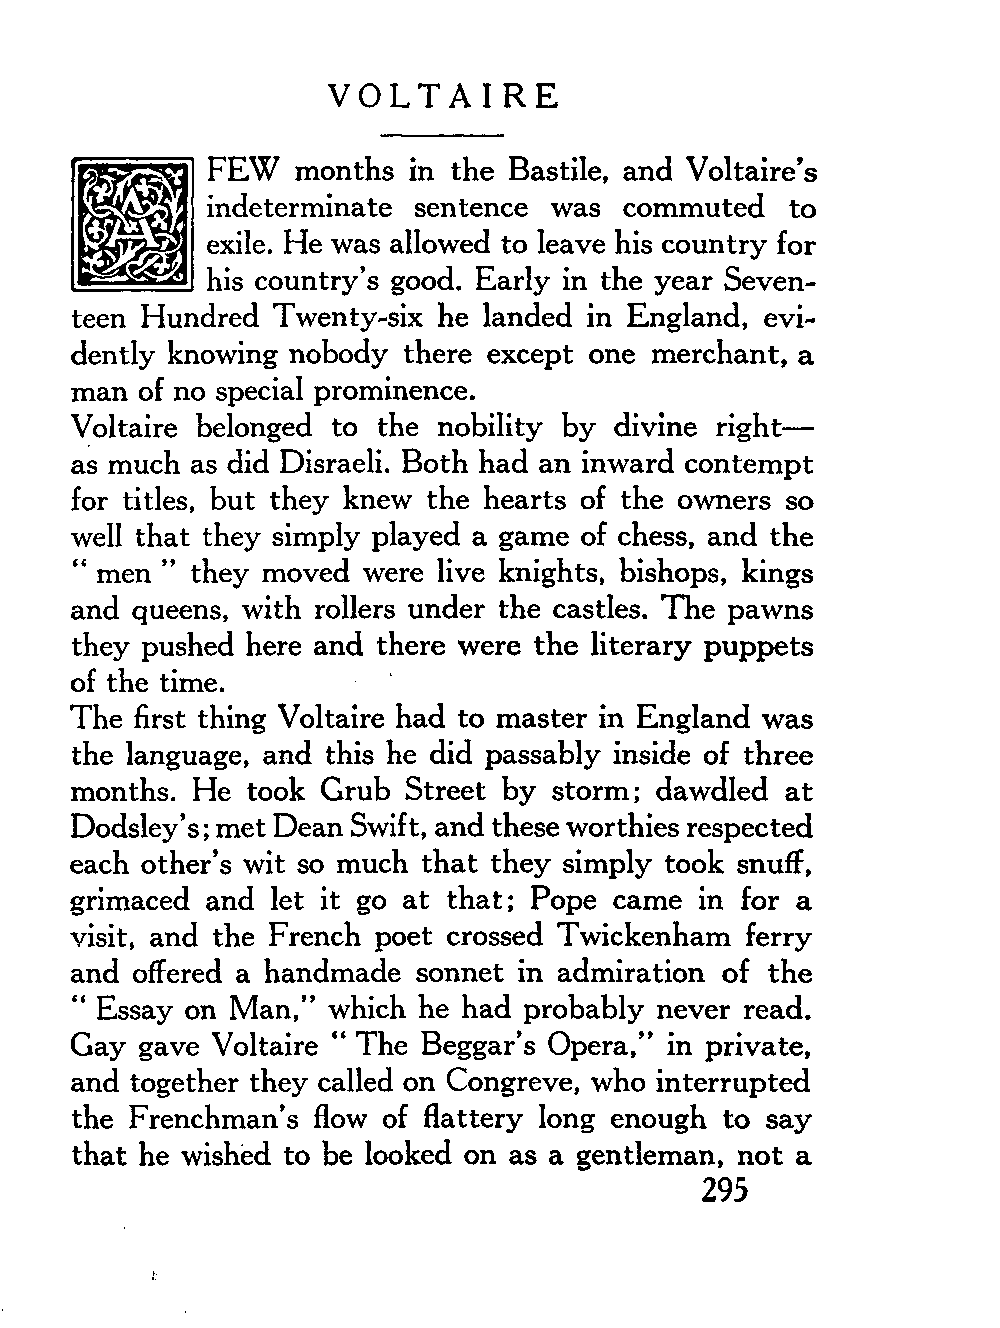 VOLTAIRE
A FEW months in the Bastile, and Voltaire's
indeterminate sentence was commuted to
exile. He was allowed to leave his country for
his country's good. Early in the year Seven-
teen Hundred Twenty-six he landed in England, evi-
dently knowing nobody there except one merchant, a
man of no special prominence.
Voltaire belonged to the nobility by divine right—
as much as did Disraeli. Both had an inward contempt
for titles, but they knew the hearts of the owners so
well that they simply played a game of chess, and the
" men " they moved were live knights, bishops, kings
and queens, with rollers under the castles. The pawns
they pushed here and there were the literary puppets
of the time.
The first thing Voltaire had to master in England was
the language, and this he did passably inside of three
months. He took Grub Street by storm; dawdled at
Dodsley's; met Dean Swift, and these worthies respected
each other's wit so much that they simply took snuff,
grimaced and let it go at that; Pope came in for a
visit, and the French poet crossed Twickenham ferry
and offered a handmade sonnet in admiration of the
" Essay on Man," which he had probably never read.
Gay gave Voltaire " The Beggar's Opera," in private,
and together they called on Congreve, who interrupted
the Frenchman's flow of flattery long enough to say
that he wished to be looked on as a gentleman, not a
295